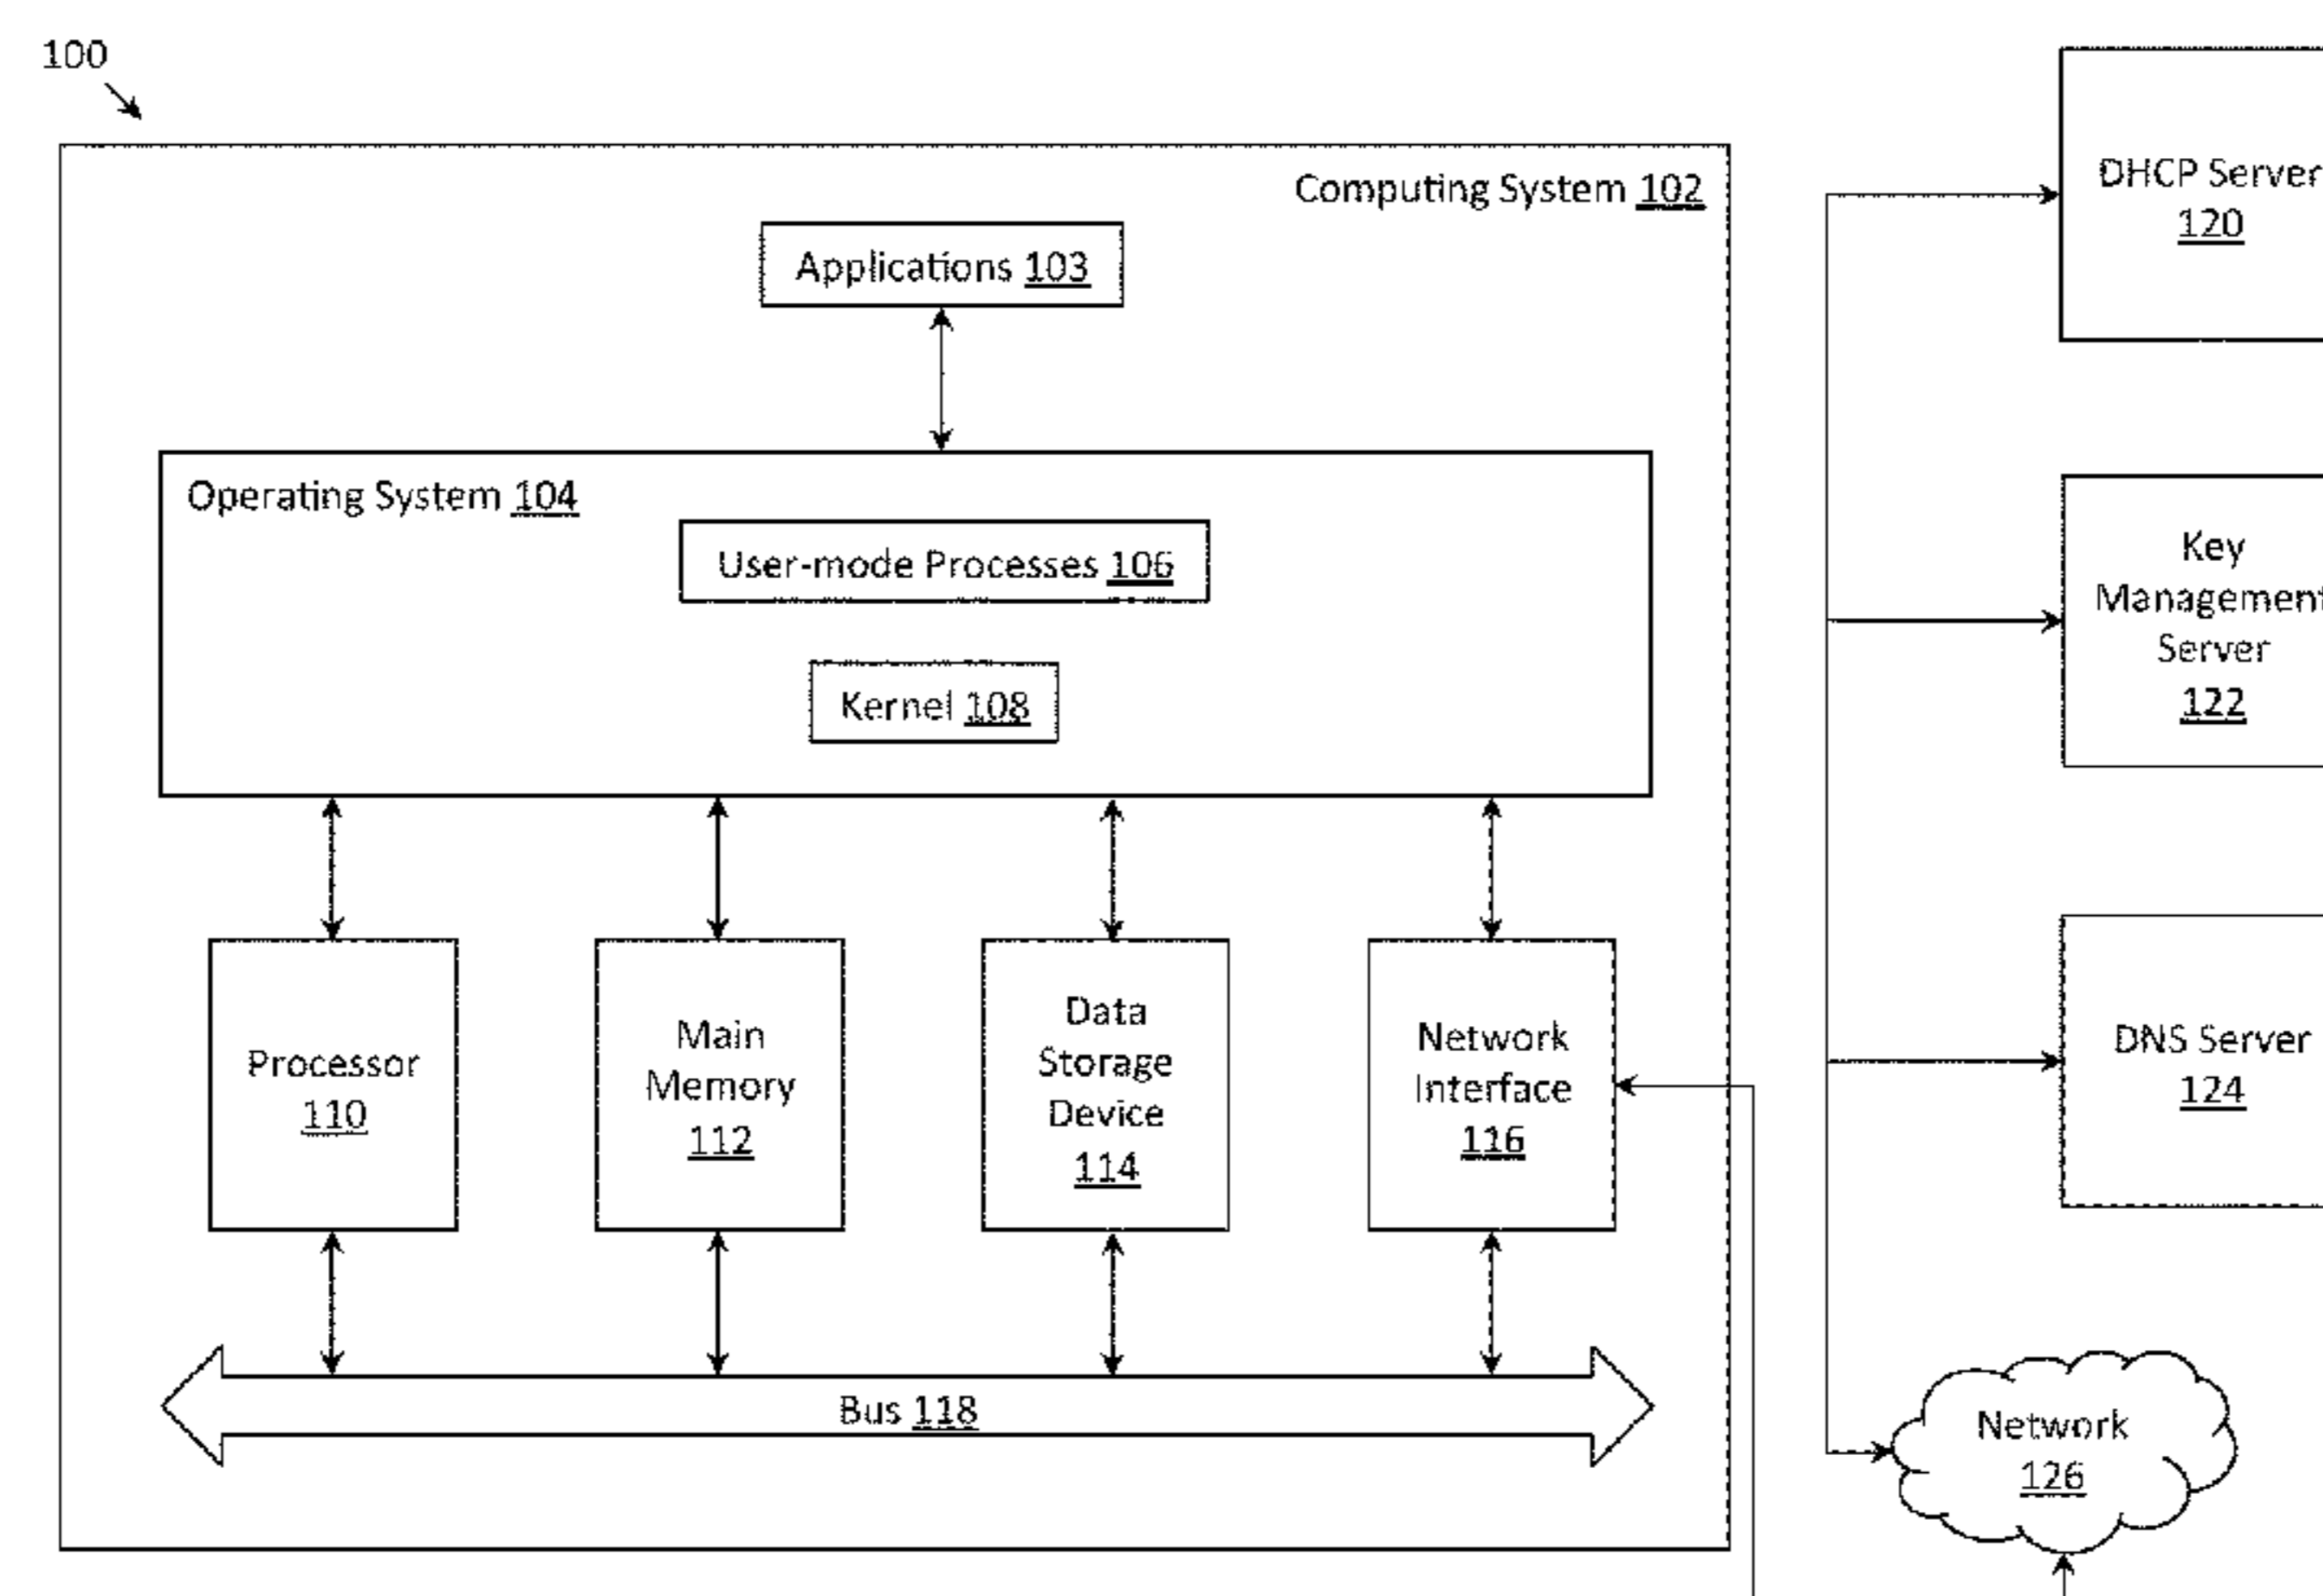 100
Computing System 102
Applications 103
Operating System 104
User-mode Processes 106
Kernel 108
Processor
110
Main
Memory
112
Data
Storage
Device
114
Network
Interface
116
Bus 118
DHCP Server
120
Key
Management
Server
122
DNS Server
124
Network
126